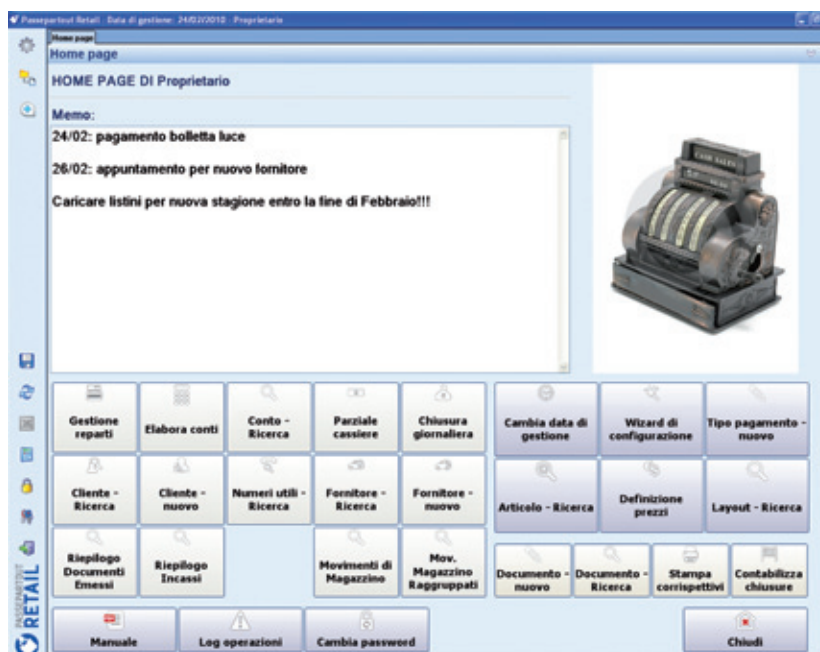 Passepartout Retail - Data di gestione: 24/02/2010 - Proprietario
Home page
Home page
HOME PAGE DI Proprietario
Memo:
24/02: pagamento bolletta luce
26/02: appuntamento per nuovo fornitore
Caricare listini per nuova stagione entro la fine di Febbraio!!!
CASH SALES
Gestione
reparti
Elabora conti
Conto -
Ricerca
Parziale
cassiere
Chiusura
giornaliera
Cambia data di
gestione
Wizard di
configurazione
Tipo pagamento -
nuovo
Cliente -
Ricerca
Cliente -
nuovo
Numeri utili -
Ricerca
Fornitore -
Ricerca
Fornitore -
nuovo
Articolo - Ricerca
Definizione
prezzi
Layout - Ricerca
Riepilogo
Documenti
Emessi
Riepilogo
Incassi
Movimenti di
Magazzino
Mov.
Magazzino
Raggruppati
Documento -
nuovo
Documento -
Ricerca
Stampa
corrispettivi
Contabilizza
chiusure
Manuale
Log operazioni
Cambia password
Chiudi
PASSEPARTOUT
RETAIL